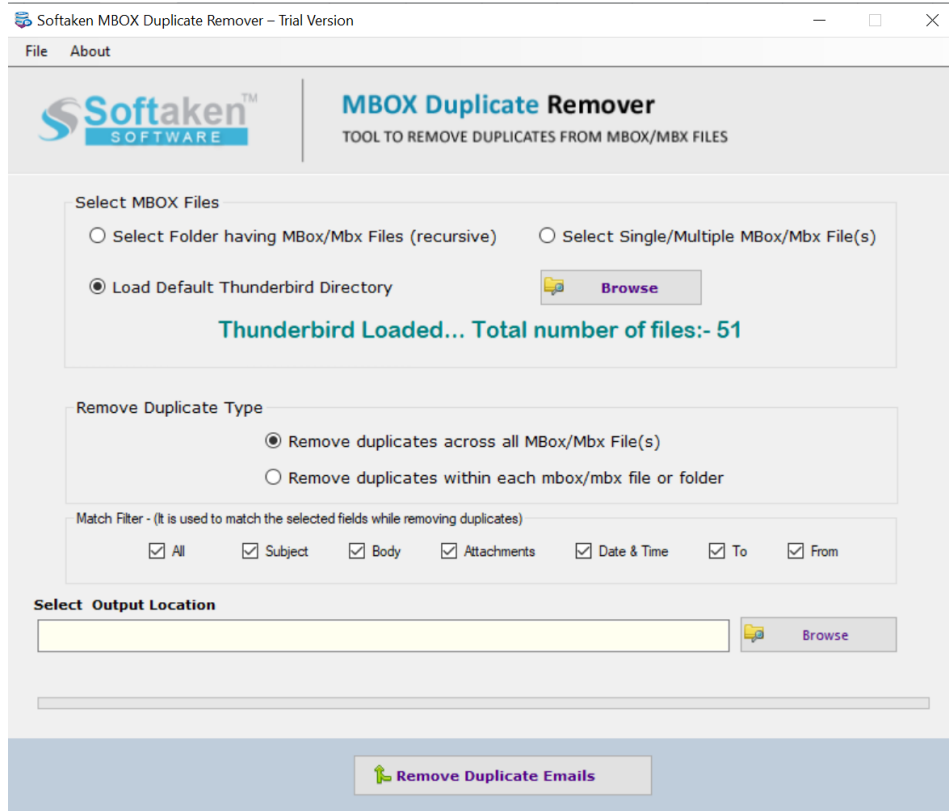 Softaken MBOX Duplicate Remover – Trial Version
File About
Softaken™
SOFTWARE
MBOX Duplicate Remover
TOOL TO REMOVE DUPLICATES FROM MBOX/MBX FILES
Select MBOX Files
Select Folder having MBox/Mbx Files (recursive) Select Single/Multiple MBox/Mbx File(s)
Load Default Thunderbird Directory Browse
Thunderbird Loaded... Total number of files:- 51
Remove Duplicate Type
Remove duplicates across all MBox/Mbx File(s)
Remove duplicates within each mbox/mbx file or folder
Match Filter - (It is used to match the selected fields while removing duplicates)
All Subject Body Attachments Date & Time To From
Select Output Location
Browse
Remove Duplicate Emails